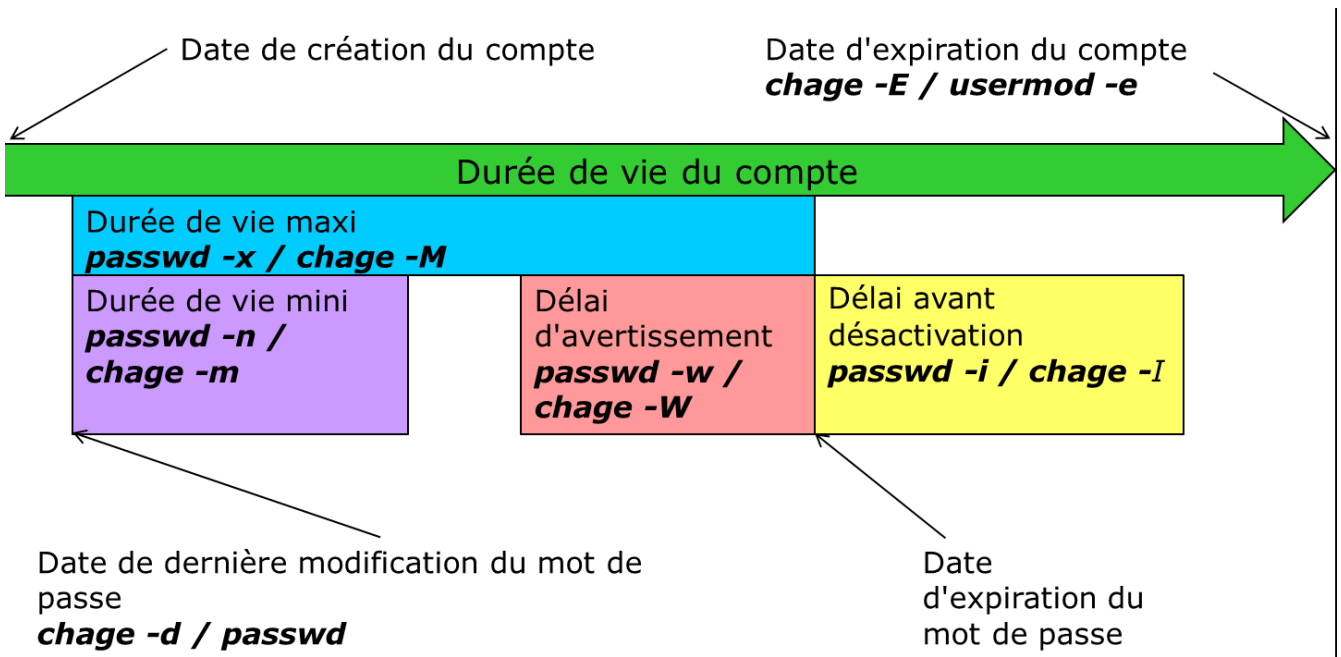 Date de création du compte
Date d'expiration du compte
chage -E / usermod -e
Durée de vie du compte
Durée de vie maxi
passwd -x / chage -M
Durée de vie mini
passwd -n /
chage -m
Délai
d'avertissement
passwd -w /
chage -W
Délai avant
désactivation
passwd -i / chage -I
Date de dernière modification du mot de
passe
chage -d / passwd
Date
d'expiration du
mot de passe